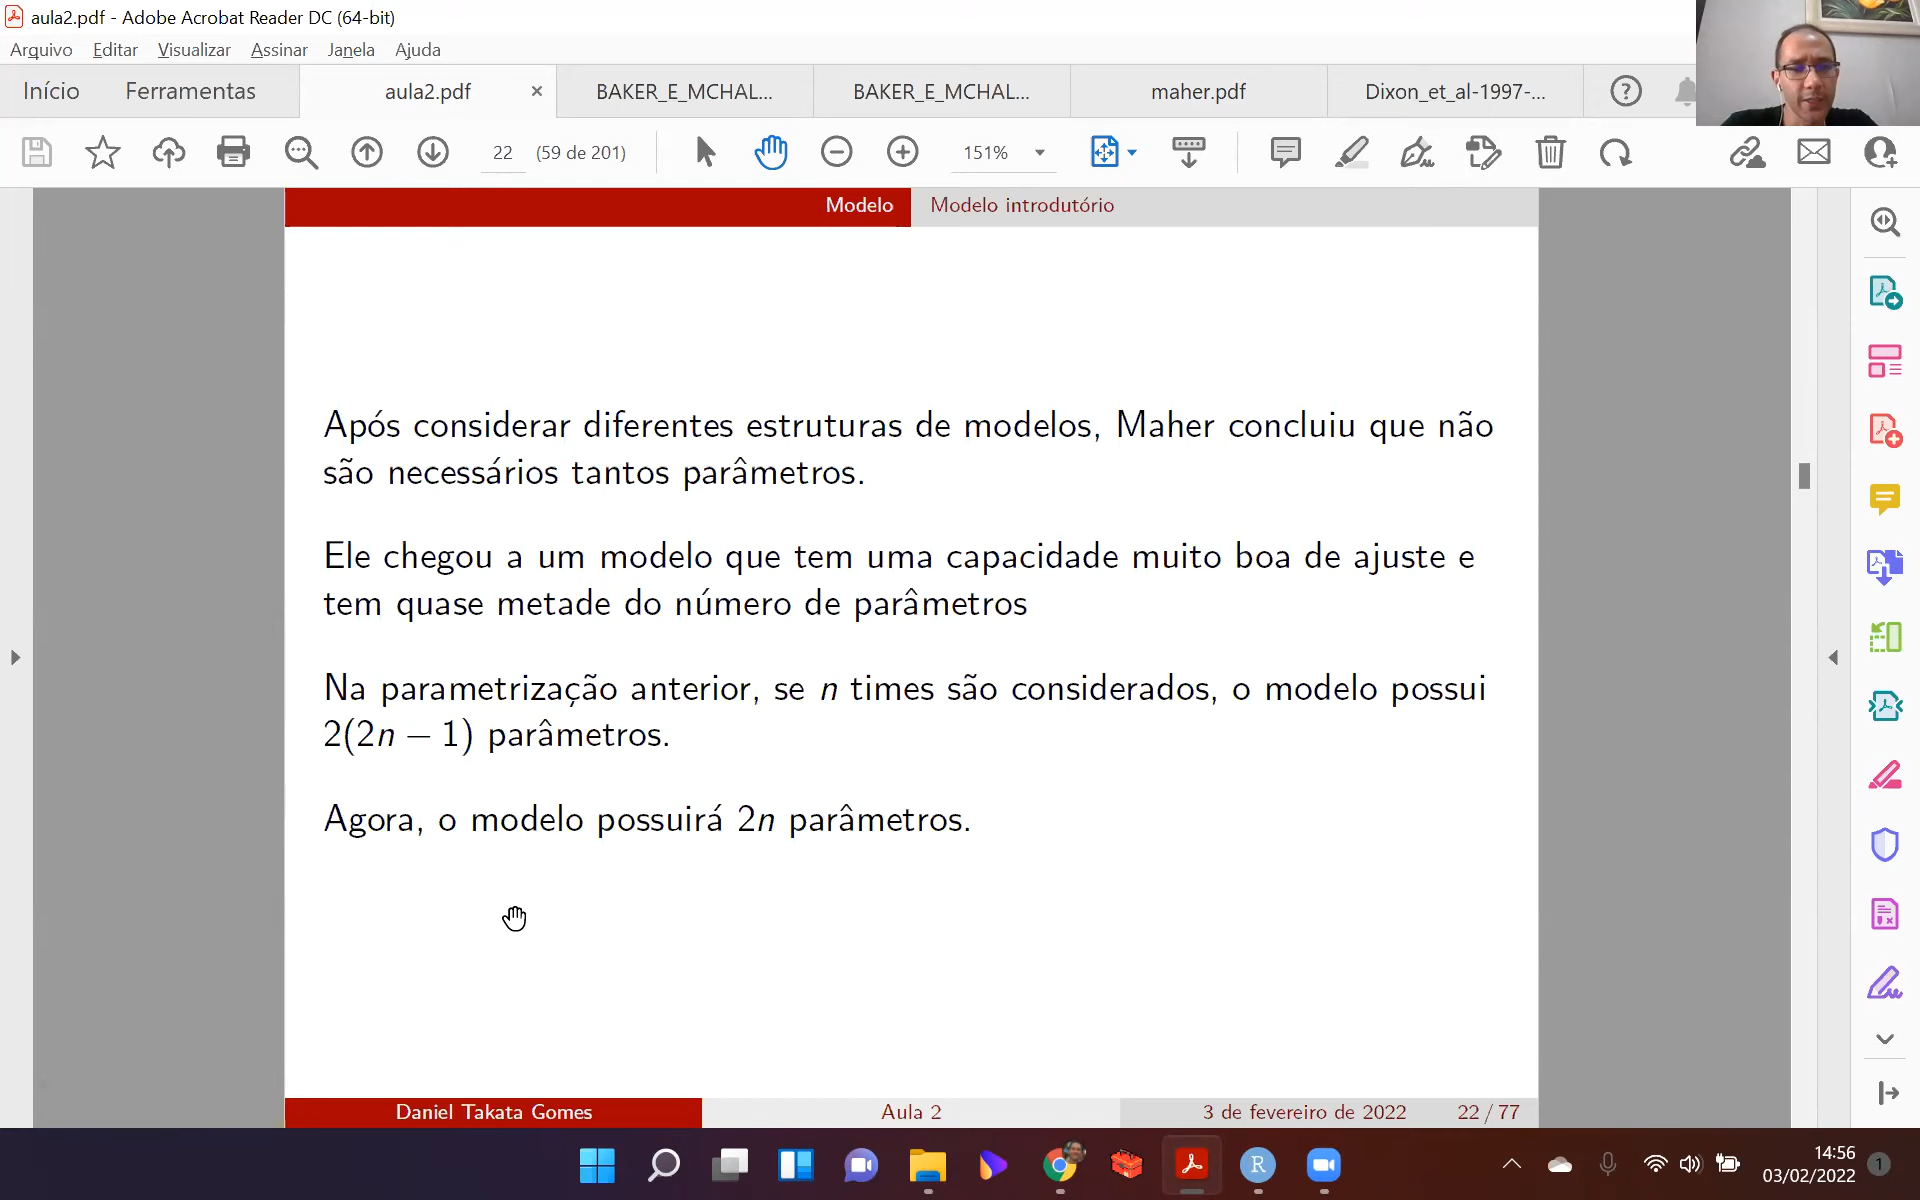 aula2.pdf - Adobe Acrobat Reader DC (64-bit)
Arquivo Editar Visualizar Assinar Janela Ajuda
Início Ferramentas aula2.pdf × BAKER_E_MCHAL... BAKER_E_MCHAL... maher.pdf Dixon_et_al-1997-... ?
22 (59 de 201) 151%
Modelo Modelo introdutório
Após considerar diferentes estruturas de modelos, Maher concluiu que não
são necessários tantos parâmetros.
Ele chegou a um modelo que tem uma capacidade muito boa de ajuste e
tem quase metade do número de parâmetros
Na parametrização anterior, se n times são considerados, o modelo possui
2(2n − 1) parâmetros.
Agora, o modelo possuirá 2n parâmetros.
Daniel Takata Gomes Aula 2 3 de fevereiro de 2022 22 / 77
R
14:56
03/02/2022
1